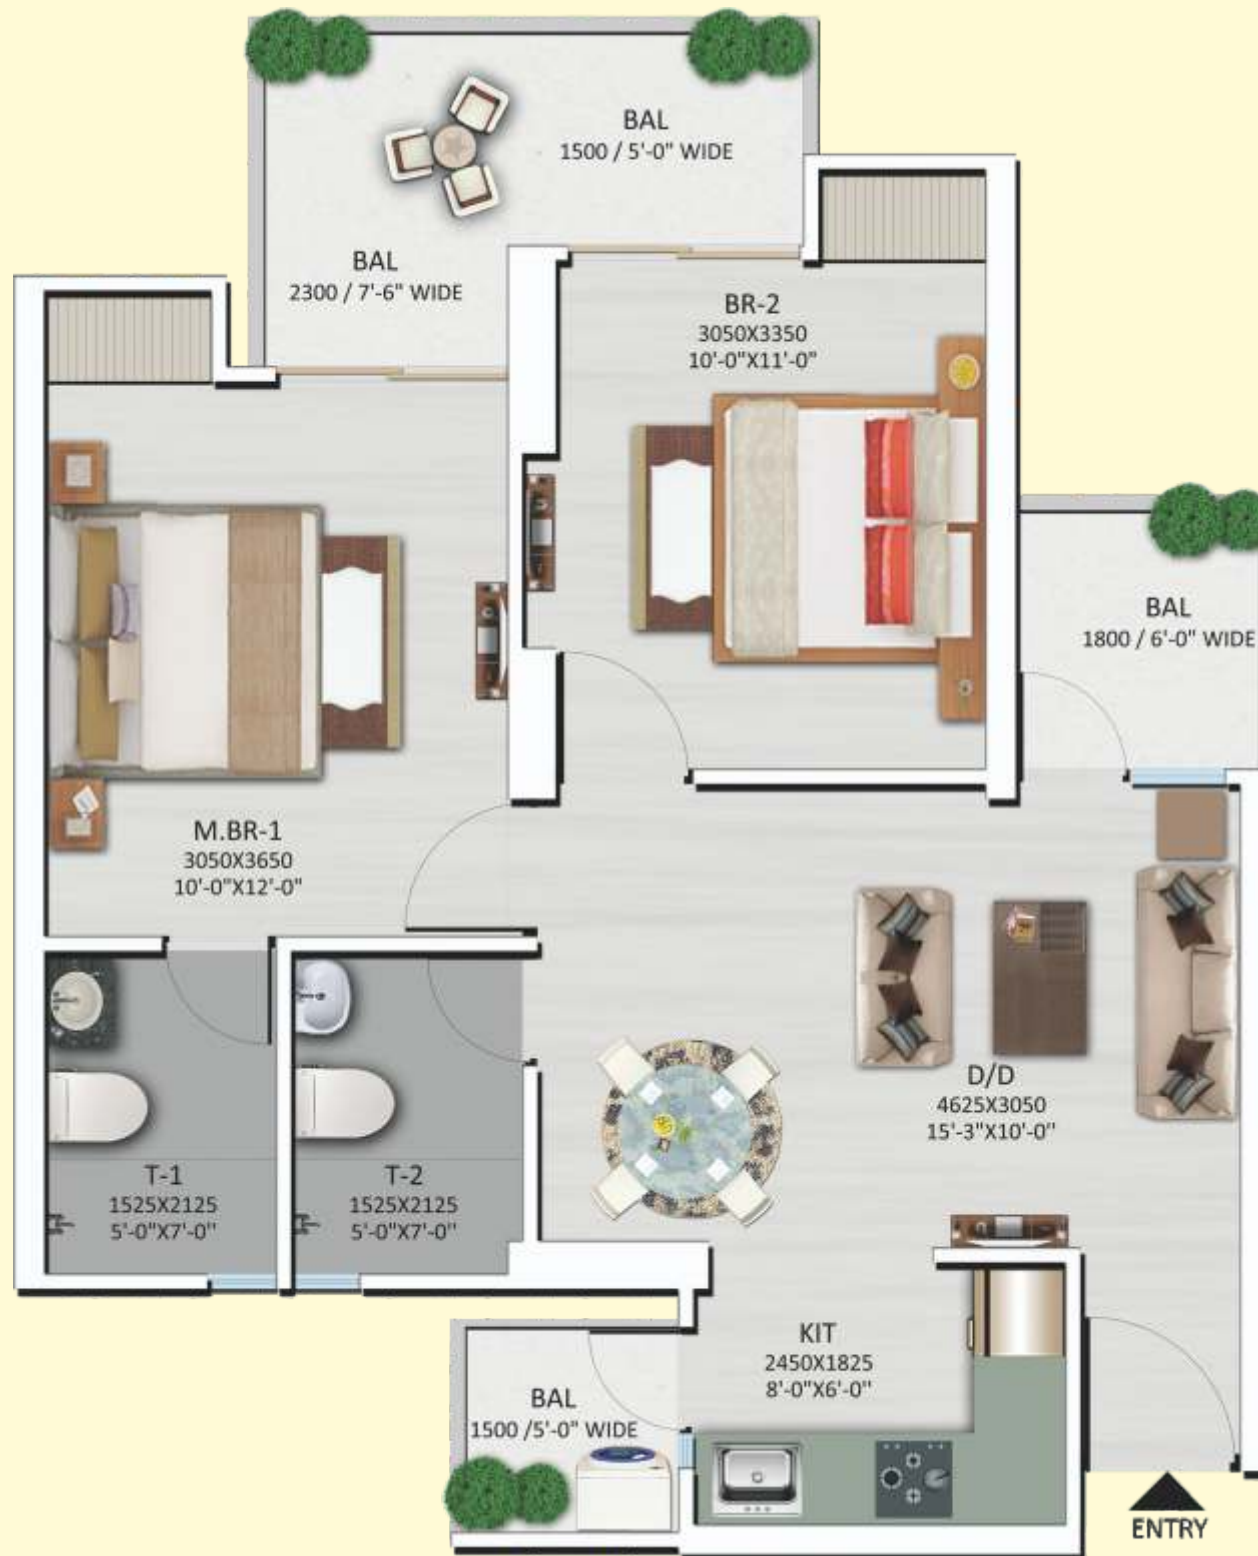 BAL
1500 / 5'-0" WIDE
BAL
2300 / 7'-6" WIDE
BR-2
3050X3350
10'-0"X11'-0"
BAL
1800 / 6'-0" WIDE
M.BR-1
3050X3650
10'-0"X12'-0"
D/D
4625X3050
15'-3"X10'-0"
T-1
1525X2125
5'-0"X7'-0"
T-2
1525X2125
5'-0"X7'-0"
KIT
2450X1825
8'-0"X6'-0"
BAL
1500 /5'-0" WIDE
ENTRY